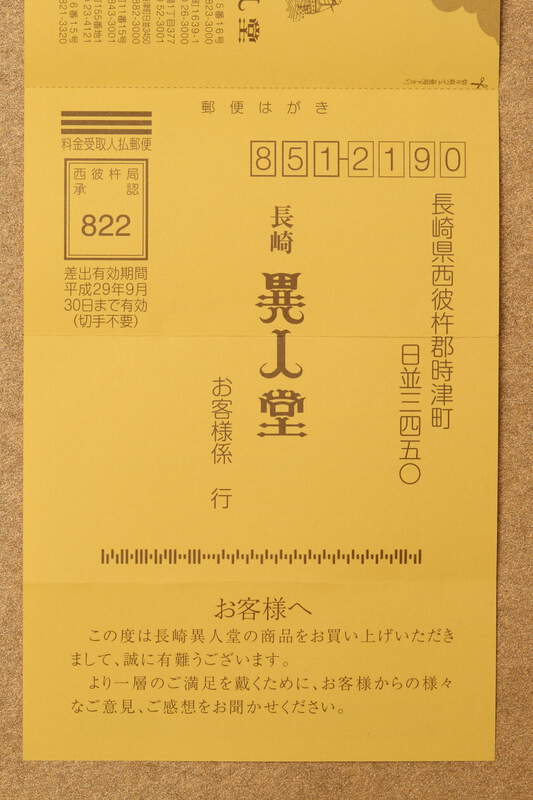 郵便はがき
料金受取人払郵便
西彼杵局
承認
822
差出有効期間
平成29年9月
30日まで有効
(切手不要)
851-2190
長崎県西彼杵郡時津町
日並三四五〇
長崎
異人堂
お客様係 行
お客様へ
この度は長崎異人堂の商品をお買い上げいただき
まして、誠に有難うございます。
より一層のご満足を戴くために、お客様からの様々
なご意見、ご感想をお聞かせください。